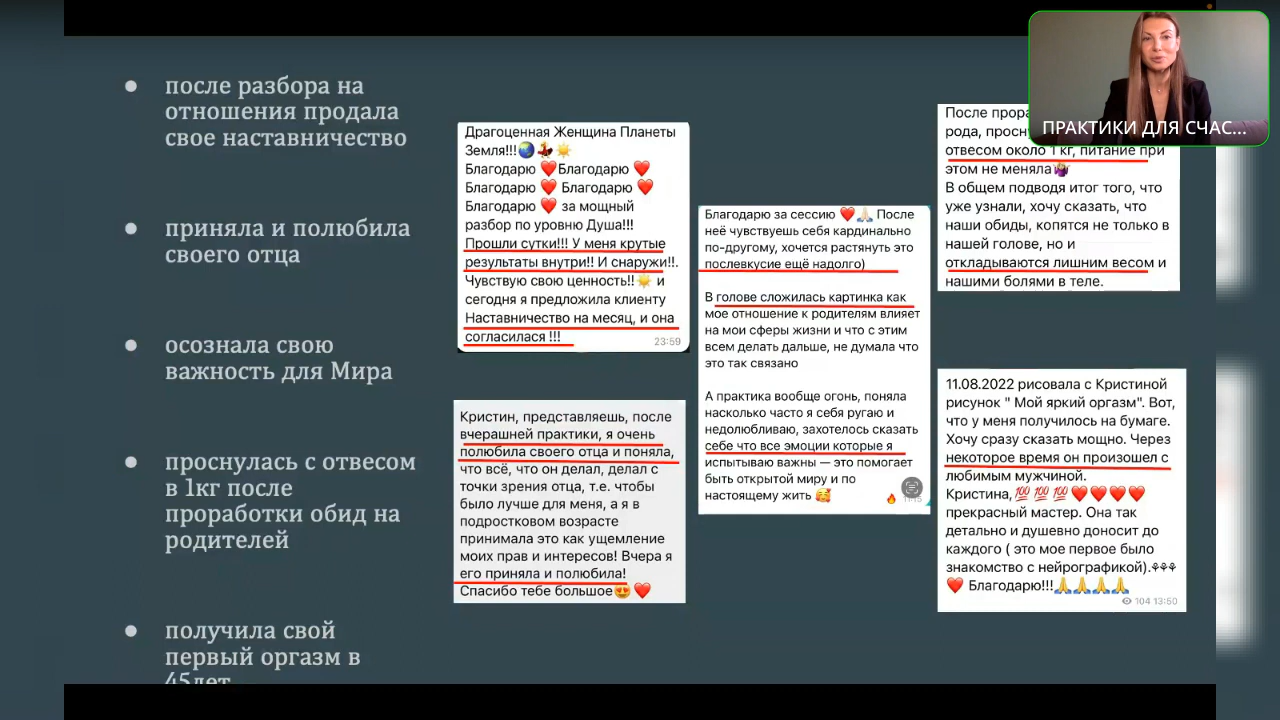 после разбора на
отношения продала
свое наставничество
приняла и полюбила
своего отца
осознала свою
важность для Мира
проснулась с отвесом
в 1кг после
проработки обид на
родителей
получила свой
первый оргазм в
45лет
Драгоценная Женщина Планеты
Земля!!!🌏💃☀️
Благодарю ❤️Благодарю ❤️
Благодарю ❤️ Благодарю ❤️
Благодарю ❤️ за мощный
разбор по уровню Душа!!!
Прошли сутки!!! У меня крутые
результаты внутри!! И снаружи!!.
Чувствую свою ценность!!☀️ и
сегодня я предложила клиенту
Наставничество на месяц, и она
согласилася !!!
23:59
Кристин, представляешь, после
вчерашней практики, я очень
полюбила своего отца и поняла,
что всё, что он делал, делал с
точки зрения отца, т.е. чтобы
было лучше для меня, а я в
подростковом возрасте
принимала это как ущемление
моих прав и интересов! Вчера я
его приняла и полюбила!
Спасибо тебе большое😍❤️
Благодарю за сессию ❤️🙏🏻 После
неё чувствуешь себя кардинально
по-другому, хочется растянуть это
послевкусие ещё надолго)
В голове сложилась картинка как
мое отношение к родителям влияет
на мои сферы жизни и что с этим
всем делать дальше, не думала что
это так связано
А практика вообще огонь, поняла
насколько часто я себя ругаю и
недолюбливаю, захотелось сказать
себе что все эмоции которые я
испытываю важны — это помогает
быть открытой миру и по
настоящему жить 🥰
После
рода,
отвесом около 1 кг, питание при
этом не меняла🤷‍♀️
В общем подводя итог того, что
уже узнали, хочу сказать, что
наши обиды, копятся не только в
нашей голове, но и
откладываются лишним весом и
нашими болями в теле.
11.08.2022 рисовала с Кристиной
рисунок " Мой яркий оргазм". Вот,
что у меня получилось на бумаге.
Хочу сразу сказать мощно. Через
некоторое время он произошел с
любимым мужчиной.
Кристина,💯💯💯❤️❤️❤️❤️
прекрасный мастер. Она так
детально и душевно доносит до
каждого ( это мое первое было
знакомство с нейрографикой).⚘⚘⚘
❤️ Благодарю!!!🙏🙏🙏🙏
104 13:50
ПРАКТИКИ ДЛЯ СЧАС...